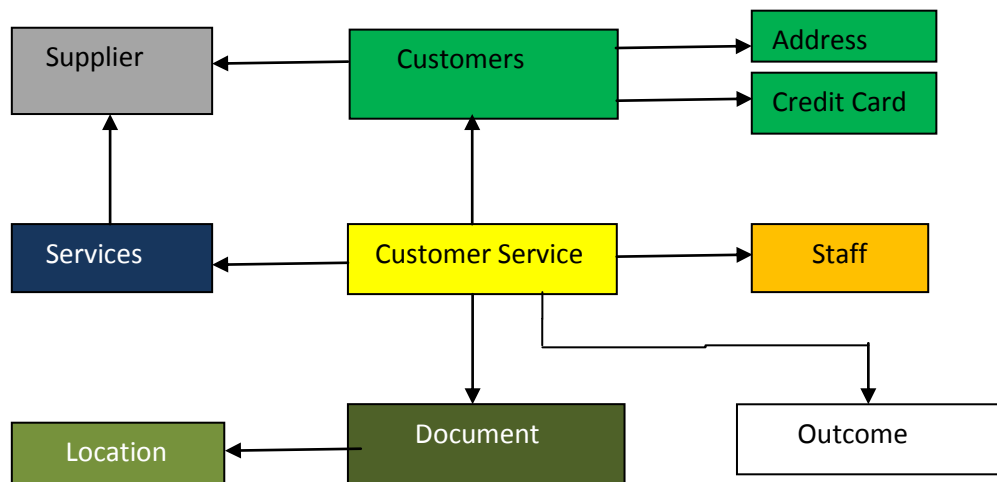 Supplier
Customers
Address
Credit Card
Services
Customer Service
Staff
Location
Document
Outcome